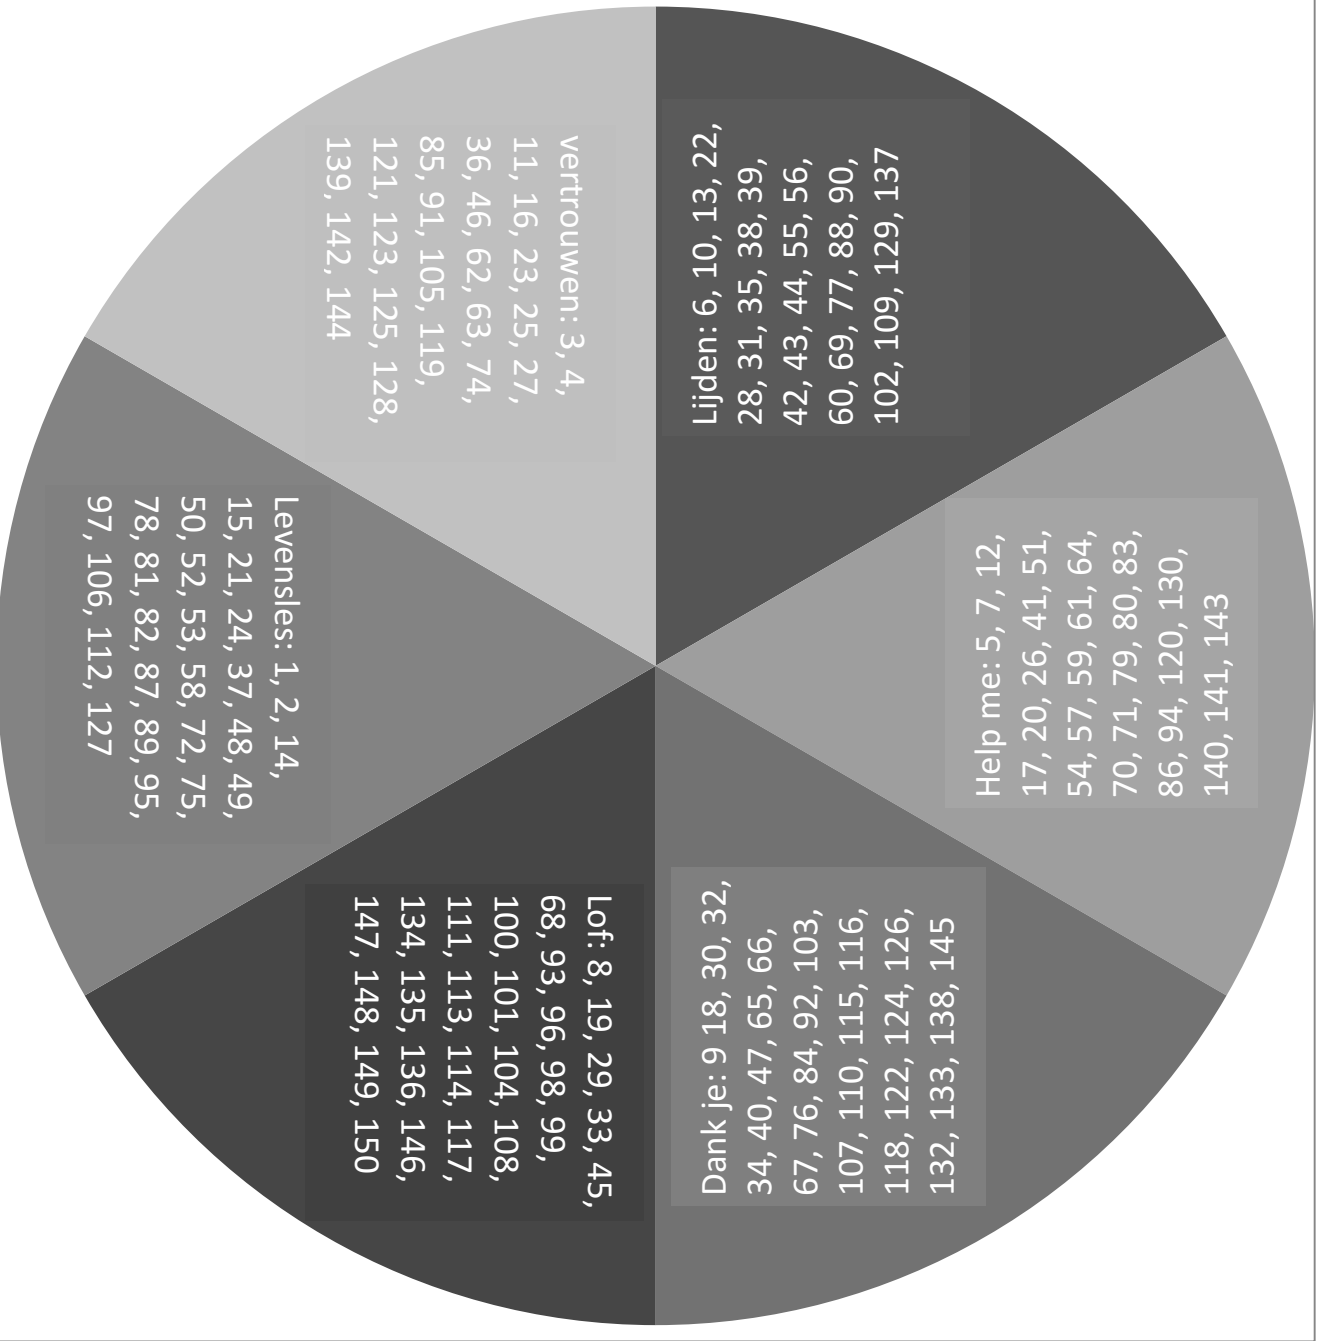 Lijden: 6, 10, 13, 22,
28, 31, 35, 38, 39,
42, 43, 44, 55, 56,
60, 69, 77, 88, 90,
102, 109, 129, 137
Help me: 5, 7, 12,
17, 20, 26, 41, 51,
54, 57, 59, 61, 64,
70, 71, 79, 80, 83,
86, 94, 120, 130,
140, 141, 143
Dank je: 9 18, 30, 32,
34, 40, 47, 65, 66,
67, 76, 84, 92, 103,
107, 110, 115, 116,
118, 122, 124, 126,
132, 133, 138, 145
Lof: 8, 19, 29, 33, 45,
68, 93, 96, 98, 99,
100, 101, 104, 108,
111, 113, 114, 117,
134, 135, 136, 146,
147, 148, 149, 150
Levensles: 1, 2, 14,
15, 21, 24, 37, 48, 49,
50, 52, 53, 58, 72, 75,
78, 81, 82, 87, 89, 95,
97, 106, 112, 127
vertrouwen: 3, 4,
11, 16, 23, 25, 27,
36, 46, 62, 63, 74,
85, 91, 105, 119,
121, 123, 125, 128,
139, 142, 144